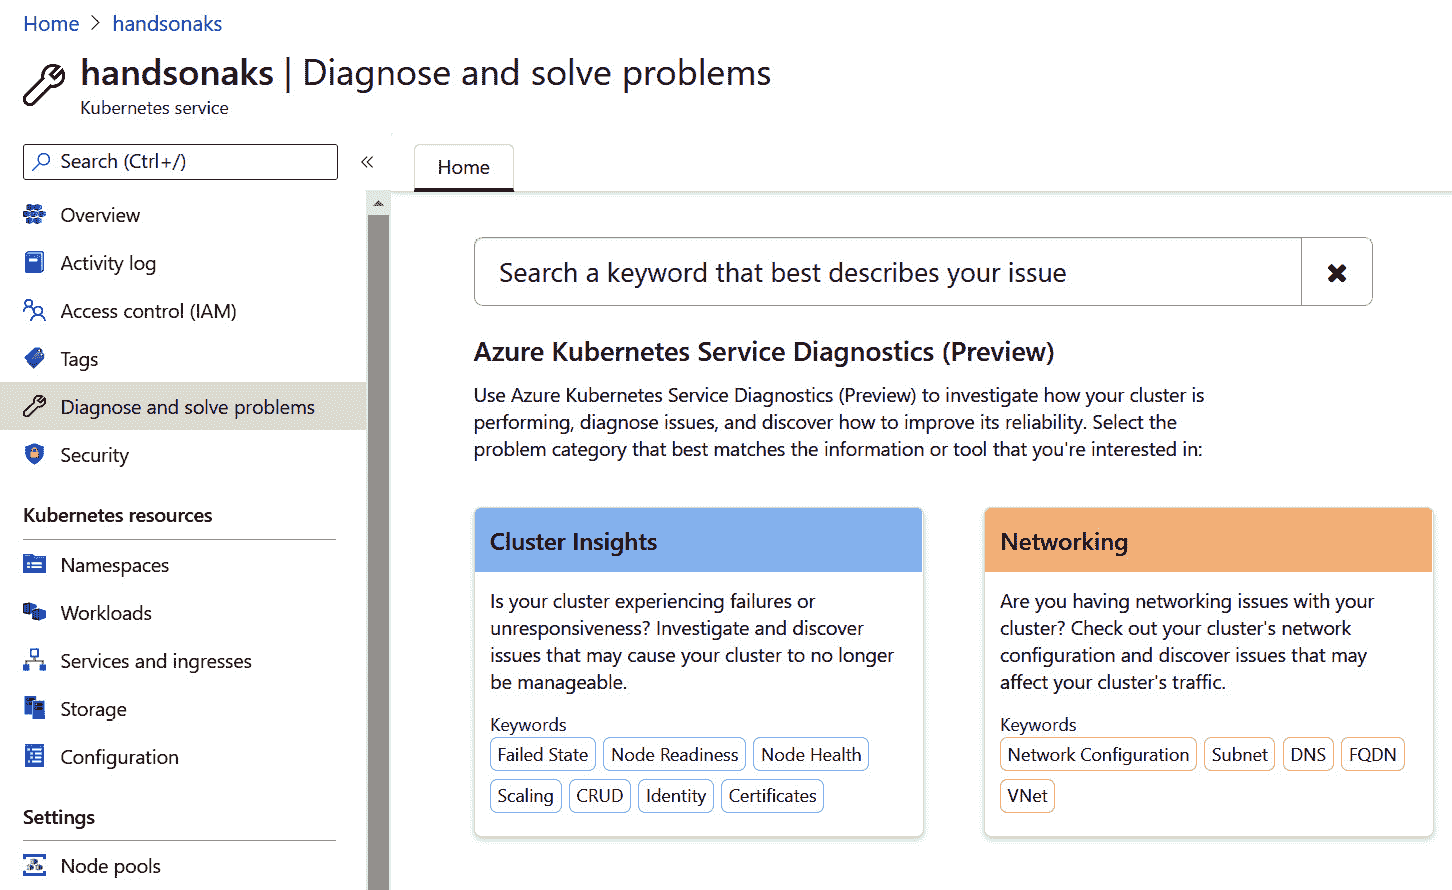 Home > handsonaks
handsonaks | Diagnose and solve problems
Kubernetes service
Search (Ctrl+/)
«
Overview
Activity log
Access control (IAM)
Tags
Diagnose and solve problems
Security
Kubernetes resources
Namespaces
Workloads
Services and ingresses
Storage
Configuration
Settings
Node pools
Home
Search a keyword that best describes your issue
Azure Kubernetes Service Diagnostics (Preview)
Use Azure Kubernetes Service Diagnostics (Preview) to investigate how your cluster is
performing, diagnose issues, and discover how to improve its reliability. Select the
problem category that best matches the information or tool that you're interested in:
Cluster Insights
Is your cluster experiencing failures or
unresponsiveness? Investigate and discover
issues that may cause your cluster to no longer
be manageable.
Keywords
Failed State Node Readiness Node Health
Scaling CRUD Identity Certificates
Networking
Are you having networking issues with your
cluster? Check out your cluster's network
configuration and discover issues that may
affect your cluster's traffic.
Keywords
Network Configuration Subnet DNS FQDN
VNet